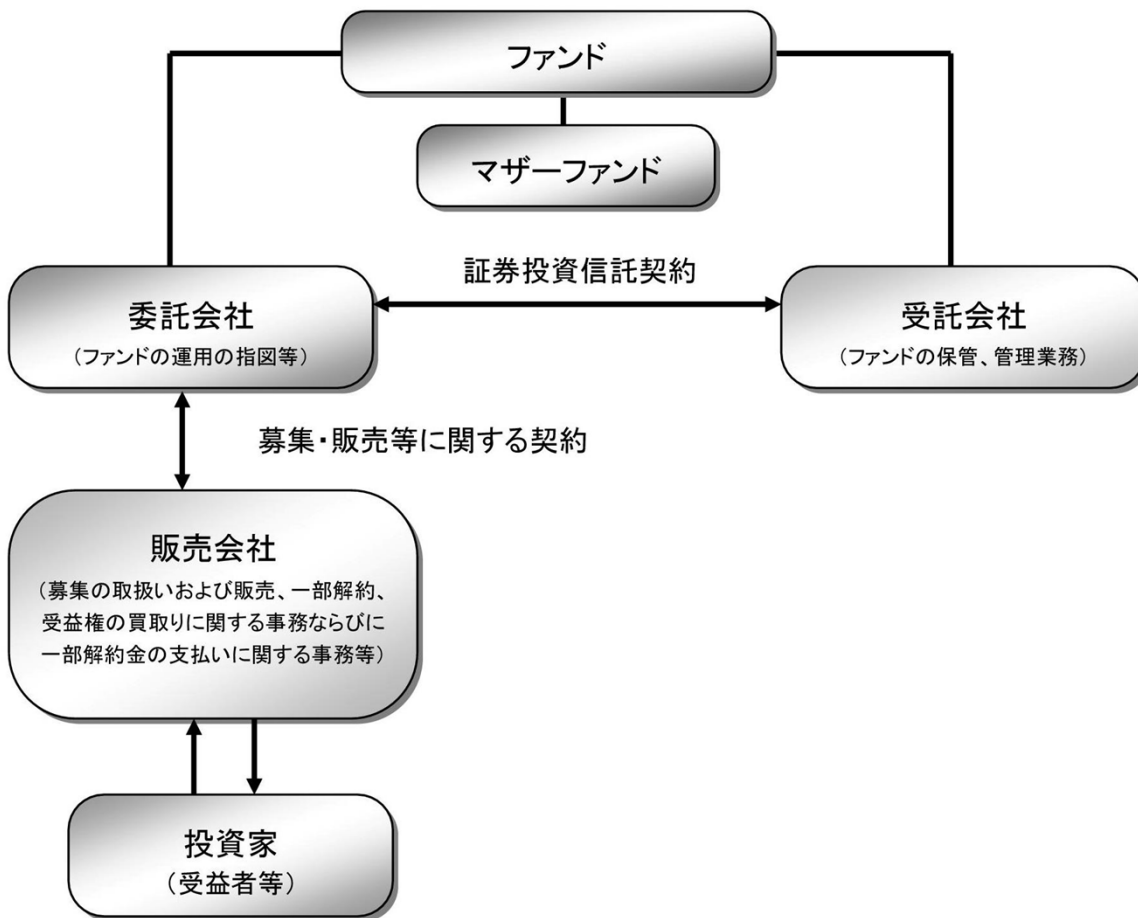 ファンド
マザーファンド
証券投資信託契約
委託会社
（ファンドの運用の指図等）
受託会社
（ファンドの保管、管理業務）
募集・販売等に関する契約
販売会社
（募集の取扱いおよび販売、一部解約、
受益権の買取りに関する事務ならびに
一部解約金の支払いに関する事務等）
投資家
（受益者等）